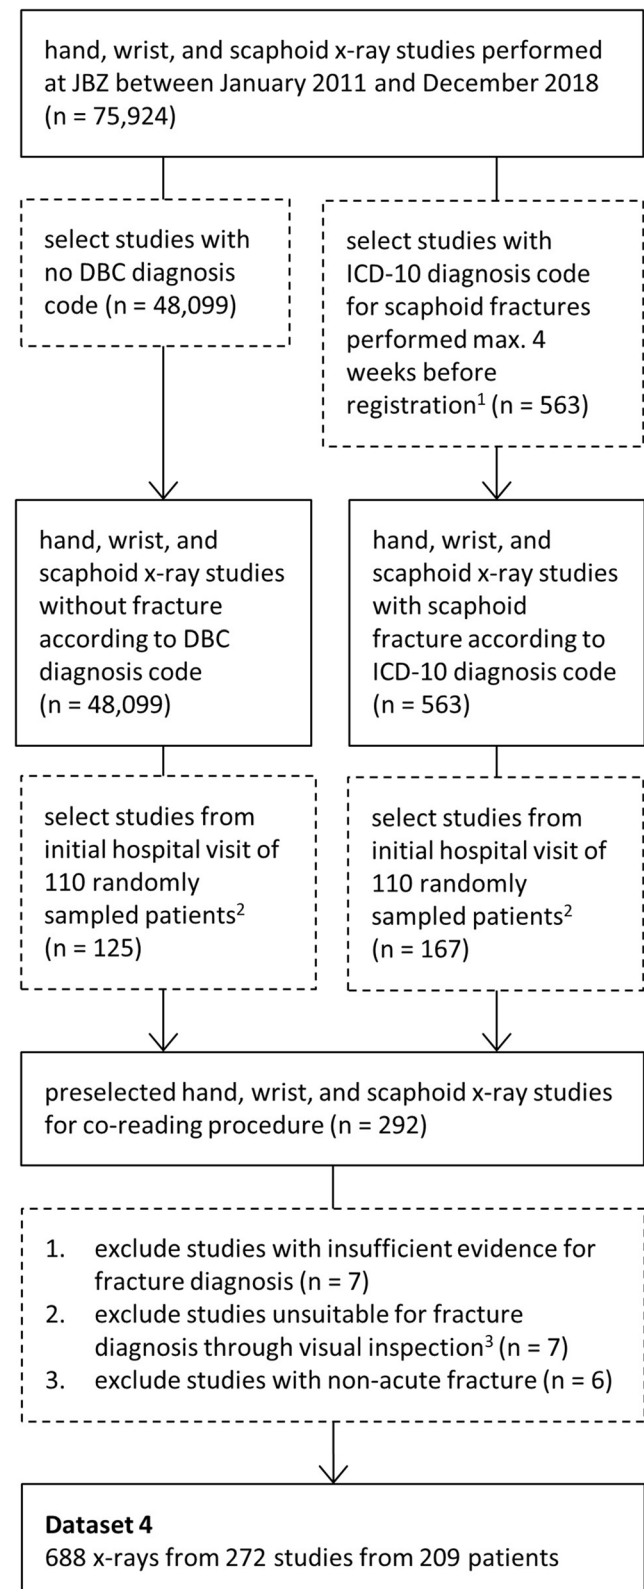 hand, wrist, and scaphoid x-ray studies performed
at JBZ between January 2011 and December 2018
(n = 75,924)
select studies with
no DBC diagnosis
code (n = 48,099)
select studies with
ICD-10 diagnosis code
for scaphoid fractures
performed max. 4
weeks before
registration¹ (n = 563)
hand, wrist, and
scaphoid x-ray studies
without fracture
according to DBC
diagnosis code
(n = 48,099)
hand, wrist, and
scaphoid x-ray studies
with scaphoid
fracture according to
ICD-10 diagnosis code
(n = 563)
select studies from
initial hospital visit of
110 randomly
sampled patients²
(n = 125)
select studies from
initial hospital visit of
110 randomly
sampled patients²
(n = 167)
preselected hand, wrist, and scaphoid x-ray studies
for co-reading procedure (n = 292)
1. exclude studies with insufficient evidence for
fracture diagnosis (n = 7)
2. exclude studies unsuitable for fracture
diagnosis through visual inspection³ (n = 7)
3. exclude studies with non-acute fracture (n = 6)
Dataset 4
688 x-rays from 272 studies from 209 patients